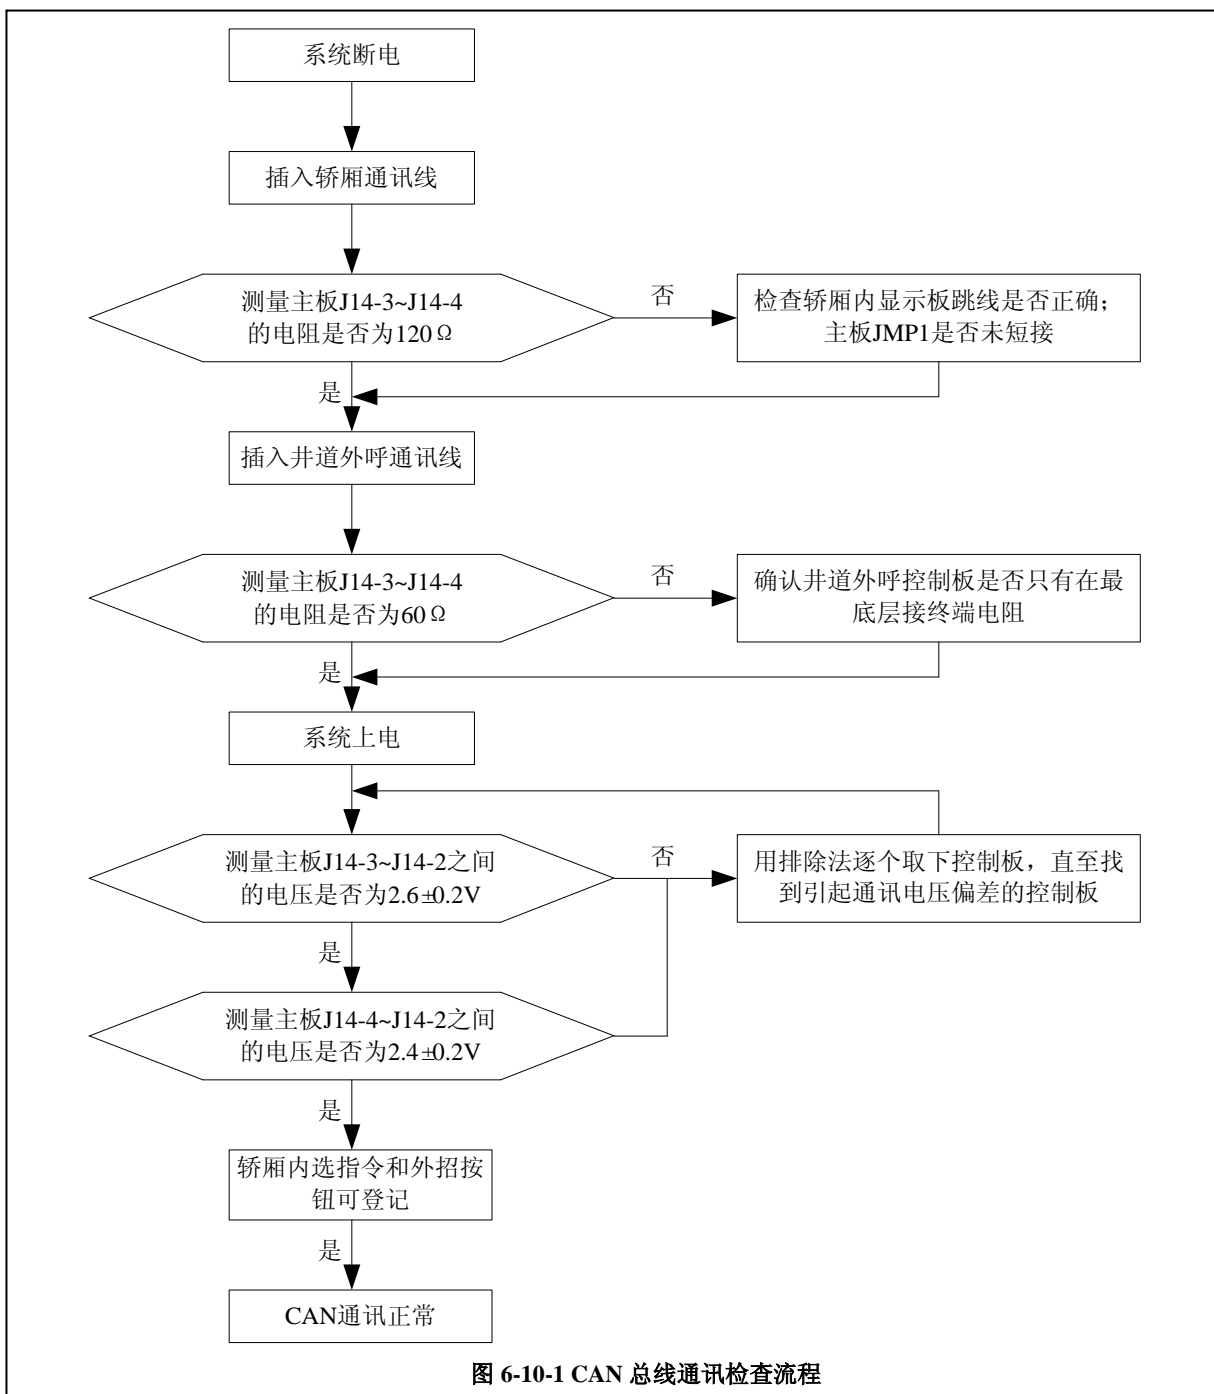 系统断电
插入轿厢通讯线
测量主板J14-3~J14-4
的电阻是否为120Ω
否
检查轿厢内显示板跳线是否正确；
主板JMP1是否未短接
是
插入井道外呼通讯线
测量主板J14-3~J14-4
的电阻是否为60Ω
否
确认井道外呼控制板是否只有在最
底层接终端电阻
是
系统上电
测量主板J14-3~J14-2之间
的电压是否为2.6±0.2V
否
用排除法逐个取下控制板，直至找
到引起通讯电压偏差的控制板
是
测量主板J14-4~J14-2之间
的电压是否为2.4±0.2V
是
轿厢内选指令和外招按
钮可登记
是
CAN通讯正常
图 6-10-1 CAN 总线通讯检查流程